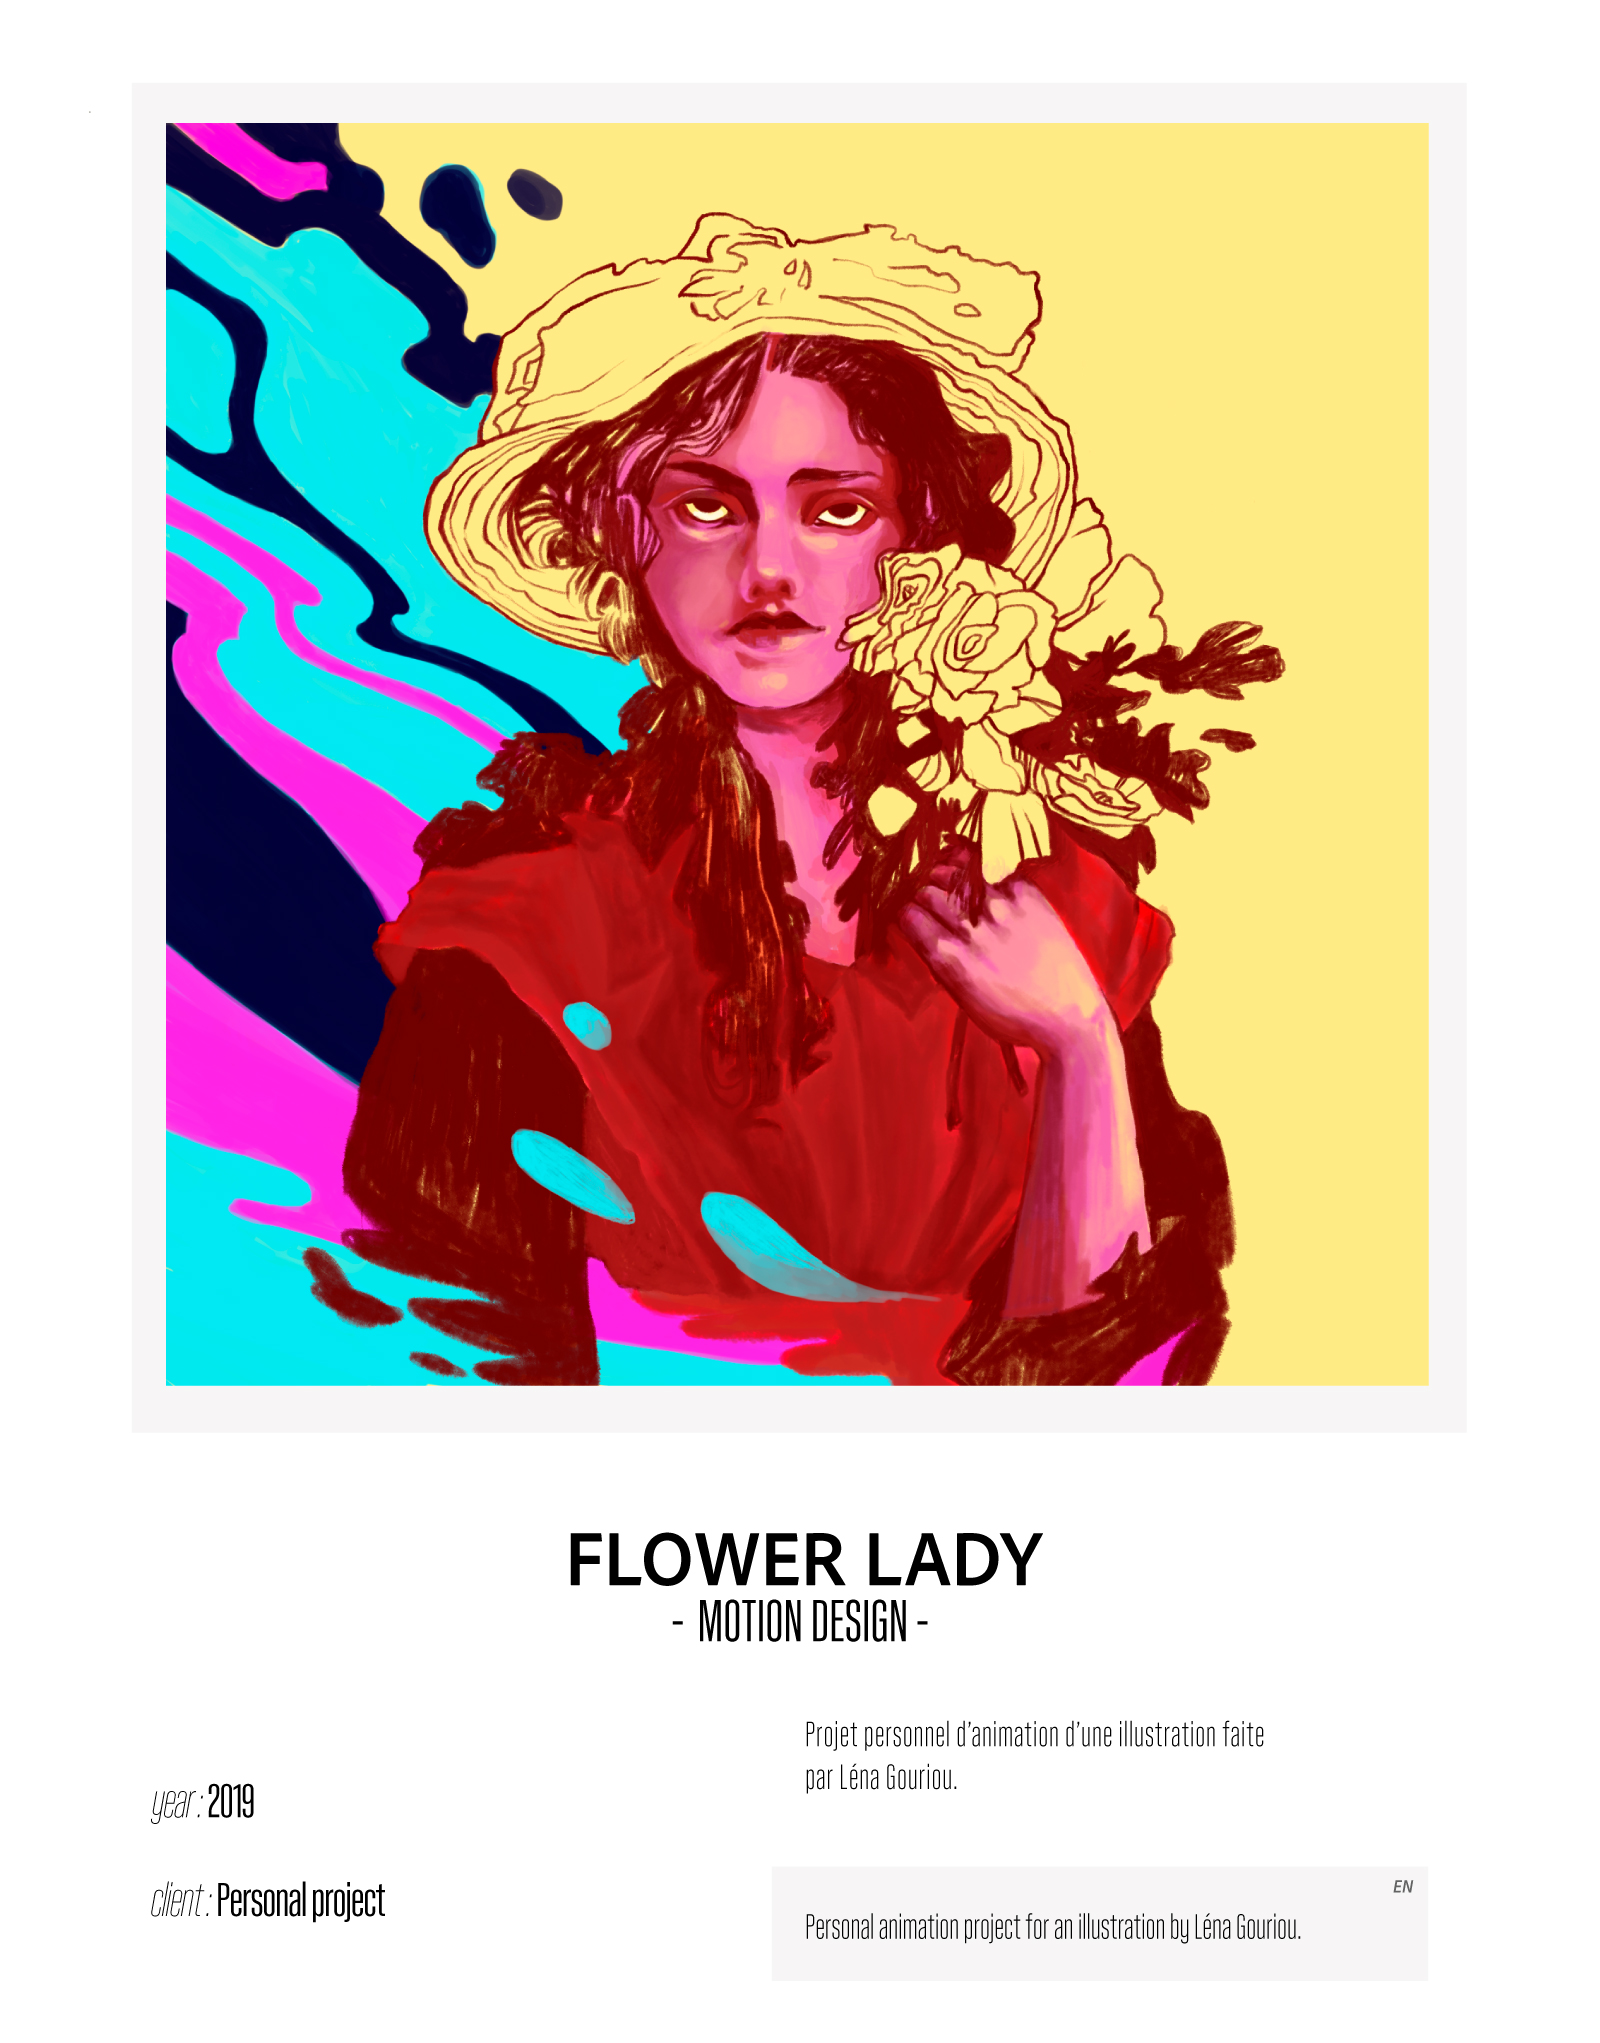 FLOWER LADY
- MOTION DESIGN -
Projet personnel d’animation d’une illustration faite
par Léna Gouriou.
year : 2019
client : Personal project
EN
Personal animation project for an illustration by Léna Gouriou.